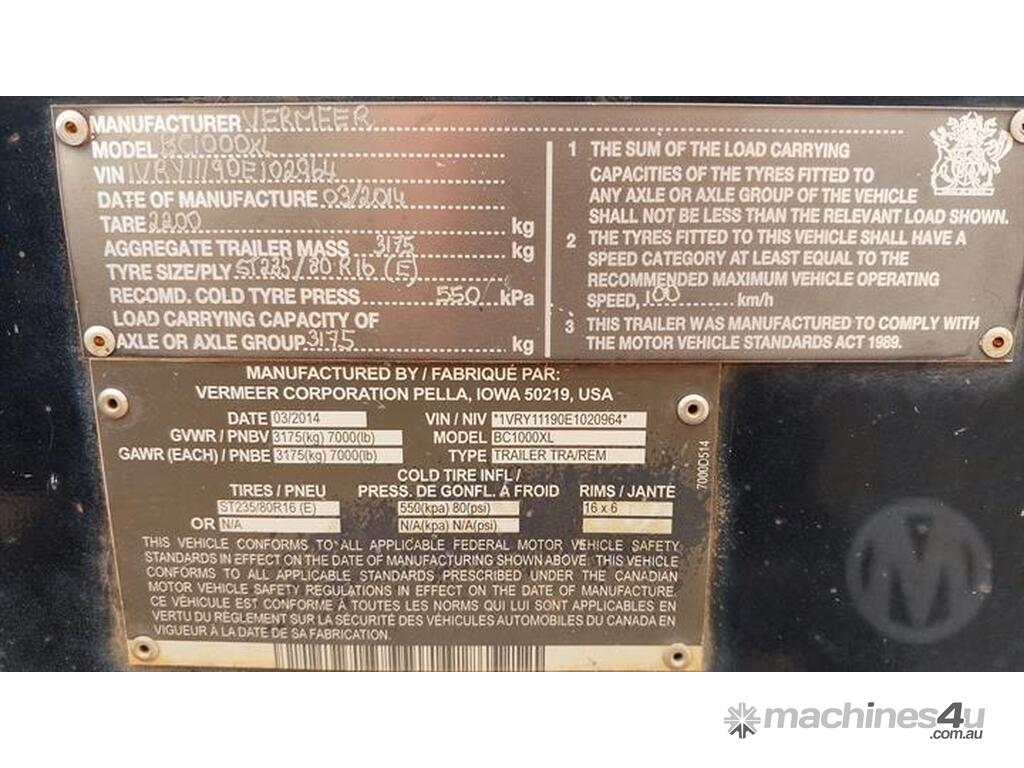 MANUFACTURER VERMEER
MODEL BC1000XL
VIN 1VRY11190E102964
DATE OF MANUFACTURE 03/2014
TARE 2200 kg
AGGREGATE TRAILER MASS 3175 kg
TYRE SIZE/PLY ST235/80 R16 (E)
RECOMD. COLD TYRE PRESS 550 kPa
LOAD CARRYING CAPACITY OF
AXLE OR AXLE GROUP 3175 kg
1 THE SUM OF THE LOAD CARRYING
CAPACITIES OF THE TYRES FITTED TO
ANY AXLE OR AXLE GROUP OF THE VEHICLE
SHALL NOT BE LESS THAN THE RELEVANT LOAD SHOWN.
2 THE TYRES FITTED TO THIS VEHICLE SHALL HAVE A
SPEED CATEGORY AT LEAST EQUAL TO THE
RECOMMENDED MAXIMUM VEHICLE OPERATING
SPEED, 100 km/h
3 THIS TRAILER WAS MANUFACTURED TO COMPLY WITH
THE MOTOR VEHICLE STANDARDS ACT 1989.
MANUFACTURED BY / FABRIQUÉ PAR:
VERMEER CORPORATION PELLA, IOWA 50219, USA
DATE 03/2014 VIN / NIV *1VRY11190E1020964*
GVWR / PNBV 3175(kg) 7000(lb) MODEL BC1000XL
GAWR (EACH) / PNBE 3175(kg) 7000(lb) TYPE TRAILER TRA/REM
COLD TIRE INFL /
TIRES / PNEU PRESS. DE GONFL. À FROID RIMS / JANTÉ
ST235/80R16 (E) 550(kpa) 80(psi) 16 x 6
OR N/A N/A(kpa) N/A(psi)
THIS VEHICLE CONFORMS TO ALL APPLICABLE FEDERAL MOTOR VEHICLE SAFETY
STANDARDS IN EFFECT ON THE DATE OF MANUFACTURING SHOWN ABOVE. THIS VEHICLE
CONFORMS TO ALL APPLICABLE STANDARDS PRESCRIBED UNDER THE CANADIAN
MOTOR VEHICLE SAFETY REGULATIONS IN EFFECT ON THE DATE OF MANUFACTURE.
CE VÉHICULE EST CONFORME À TOUTES LES NORMS QUI LUI SONT APPLICABLES EN
VERTU DU RÈGLEMENT SUR LA SÉCURITÉ DES VÉHICULES AUTOMOBILES DU CANADA EN
VIGUEUR À LA DATE DE SA FABRICATION.
7000D514
M
machines4u
.com.au